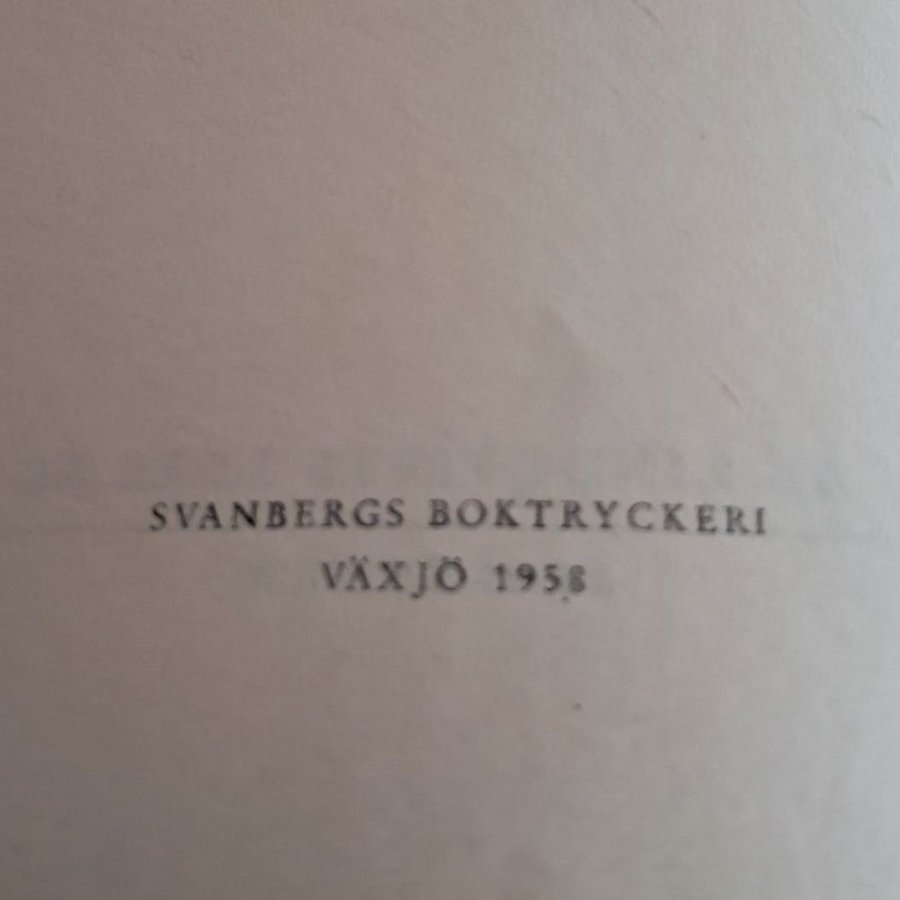 SVANBERGS BOKTRYCKERI
VÄXJÖ 1958